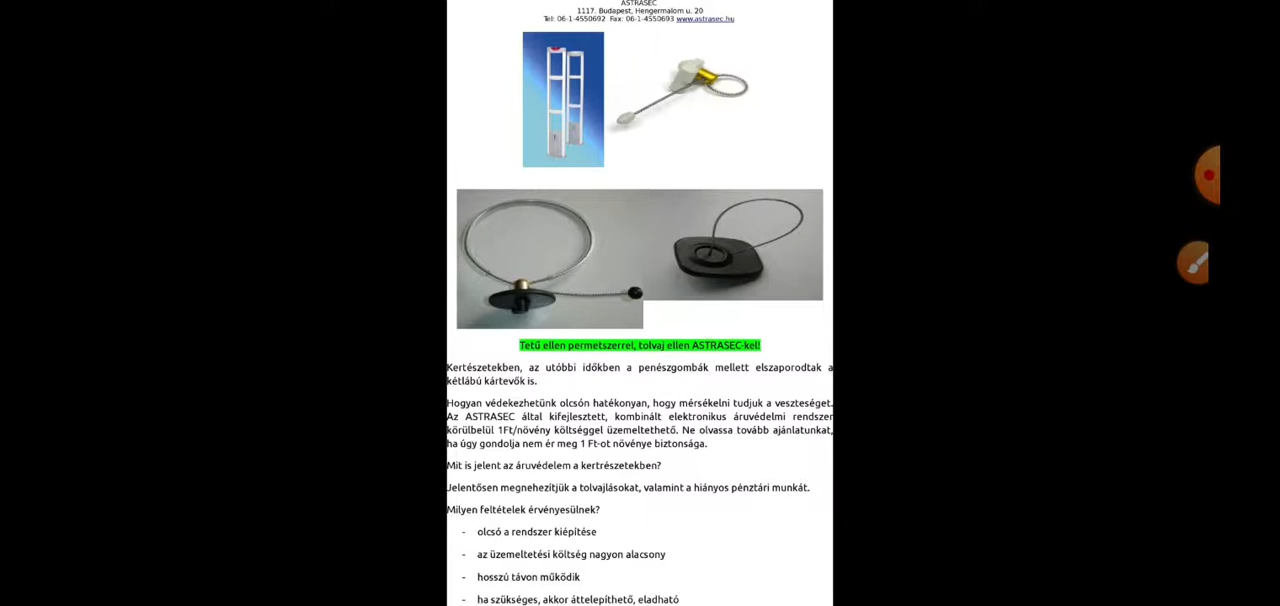 ASTRASEC
1117. Budapest, Hengermalom u. 20
Tel: 06-1-4550692 Fax: 06-1-4550693 www.astrasec.hu
Tetű ellen permetszerrel, tolvaj ellen ASTRASEC-kel!
Kertészetekben, az utóbbi időkben a penészgombák mellett elszaporodtak a
kétlábú kártevők is.
Hogyan védekezhetünk olcsón hatékonyan, hogy mérsékelni tudjuk a veszteséget.
Az ASTRASEC által kifejlesztett, kombinált elektronikus áruvédelmi rendszer
körülbelül 1Ft/növény költséggel üzemeltethető. Ne olvassa tovább ajánlatunkat,
ha úgy gondolja nem ér meg 1 Ft-ot növénye biztonsága.
Mit is jelent az áruvédelem a kertrészetekben?
Jelentősen megnehezítjük a tolvajlásokat, valamint a hiányos pénztári munkát.
Milyen feltételek érvényesülnek?
- olcsó a rendszer kiépítése
- az üzemeltetési költség nagyon alacsony
- hosszú távon működik
- ha szükséges, akkor áttelepíthető, eladható